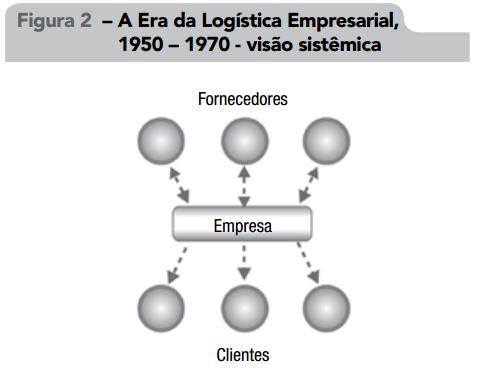 Figura 2 – A Era da Logística Empresarial,
1950 – 1970 - visão sistêmica
Fornecedores
Empresa
Clientes